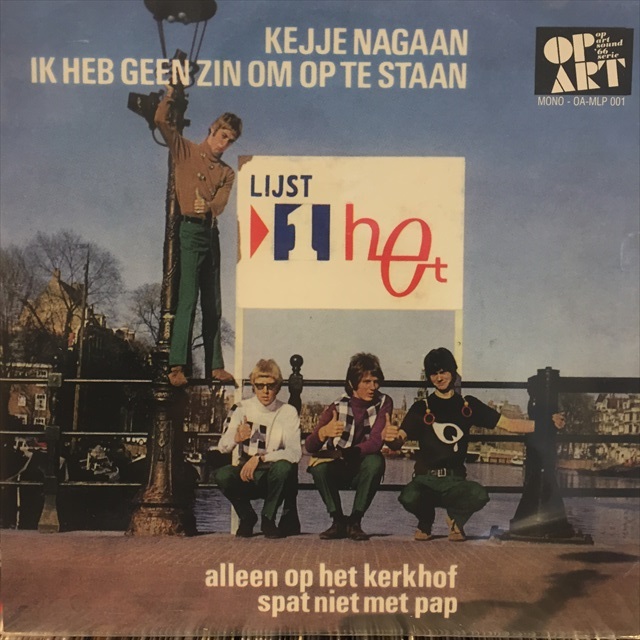 KEJJE NAGAAN
IK HEB GEEN ZIN OM OP TE STAAN
OP
ART
op
art
sound
'66
serie
MONO - OA-MLP 001
LIJST
1 het
Q
alleen op het kerkhof
spat niet met pap